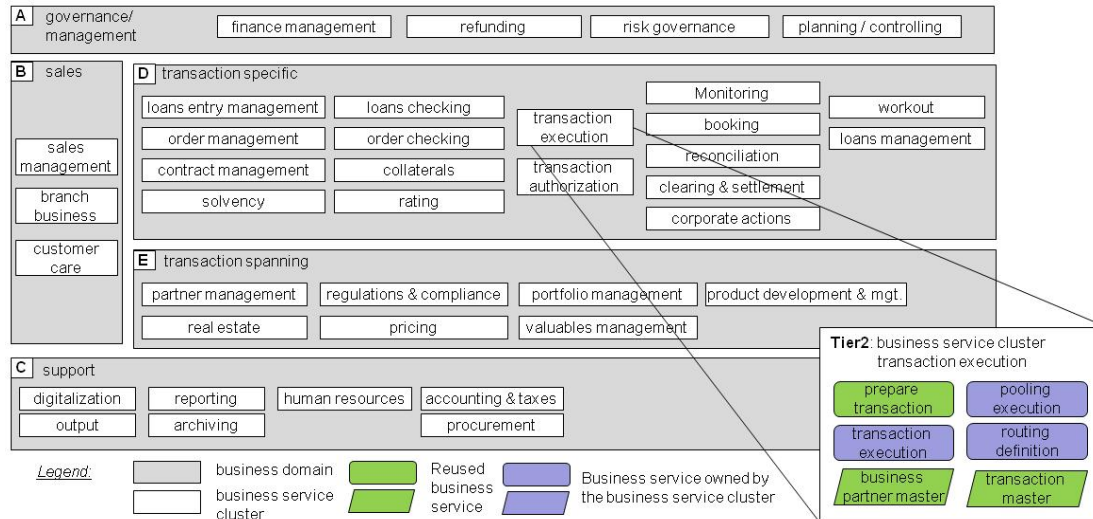 A governance/
management
finance management
refunding
risk governance
planning / controlling
B sales
sales
management
branch
business
customer
care
D transaction specific
loans entry management
loans checking
order management
order checking
contract management
collaterals
solvency
rating
transaction
execution
transaction
authorization
Monitoring
booking
reconciliation
clearing & settlement
corporate actions
workout
loans management
E transaction spanning
partner management
regulations & compliance
portfolio management
product development & mgt.
real estate
pricing
valuables management
C support
digitalization
reporting
human resources
accounting & taxes
output
archiving
procurement
Tier2: business service cluster
transaction execution
prepare
transaction
pooling
execution
transaction
execution
routing
definition
business
partner master
transaction
master
Legend:
business domain
business service
cluster
Reused
business
service
Business service owned by
the business service cluster